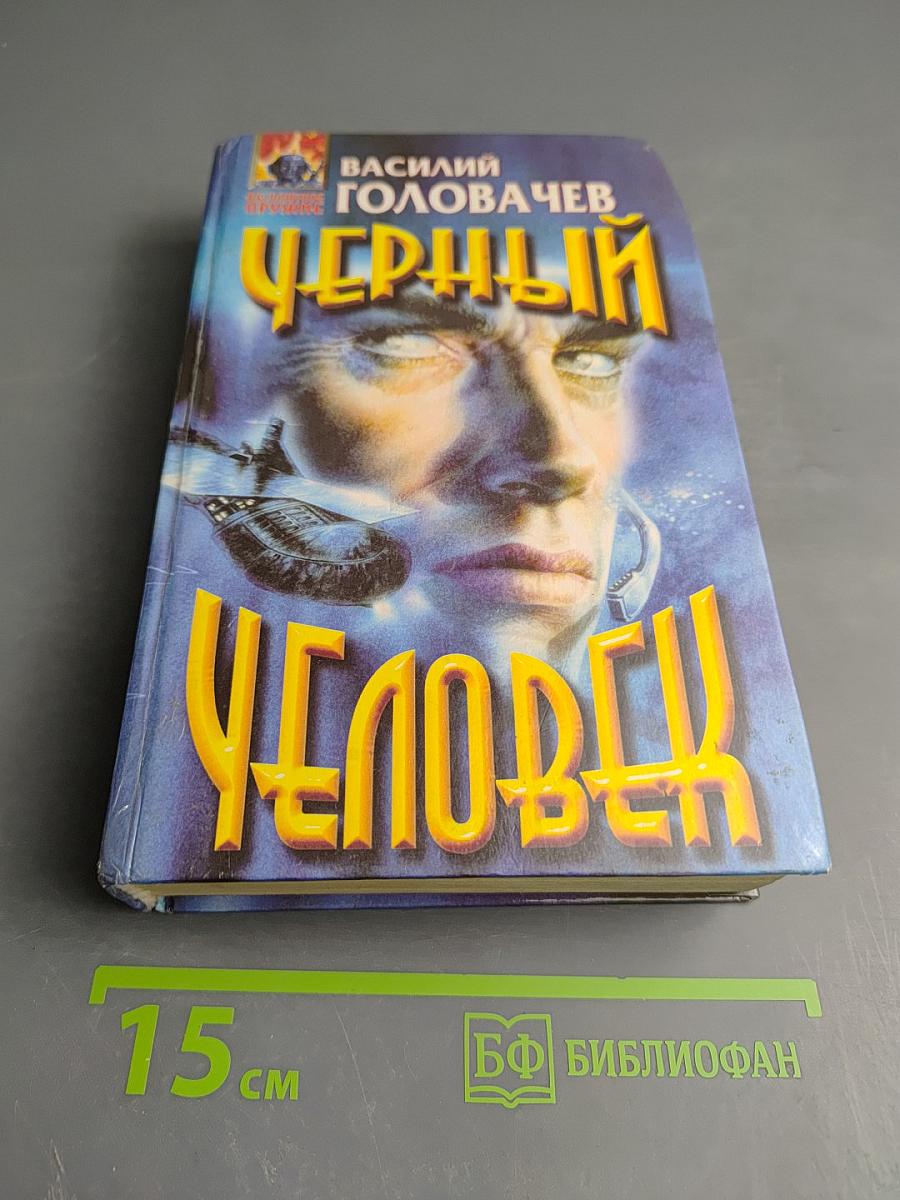 ВАСИЛИЙ
ГОЛОВАЧЕВ
ЧЕРНЫЙ
ЧЕЛОВЕК
15 см
БФ БИБЛИОФАН